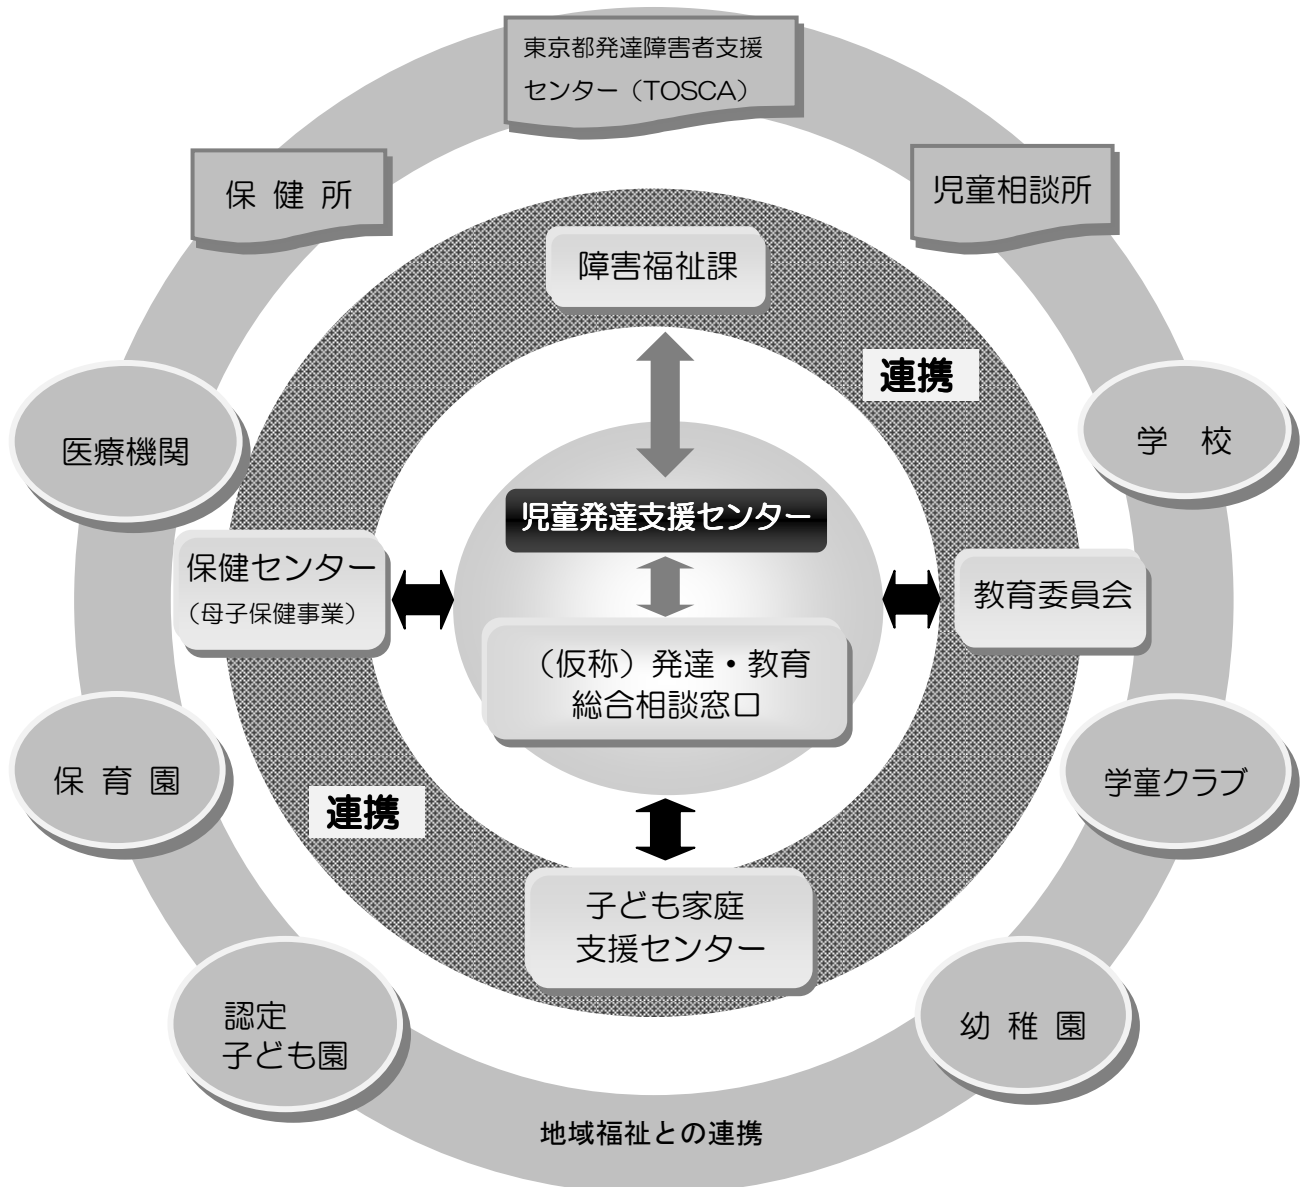 東京都発達障害者支援
センター（TOSCA）
保 健 所
児童相談所
障害福祉課
連携
医療機関
学　校
児童発達支援センター
保健センター
（母子保健事業）
教育委員会
（仮称）発達・教育
総合相談窓口
保 育 園
学童クラブ
連携
子ども家庭
支援センター
認定
子ども園
幼 稚 園
地域福祉との連携